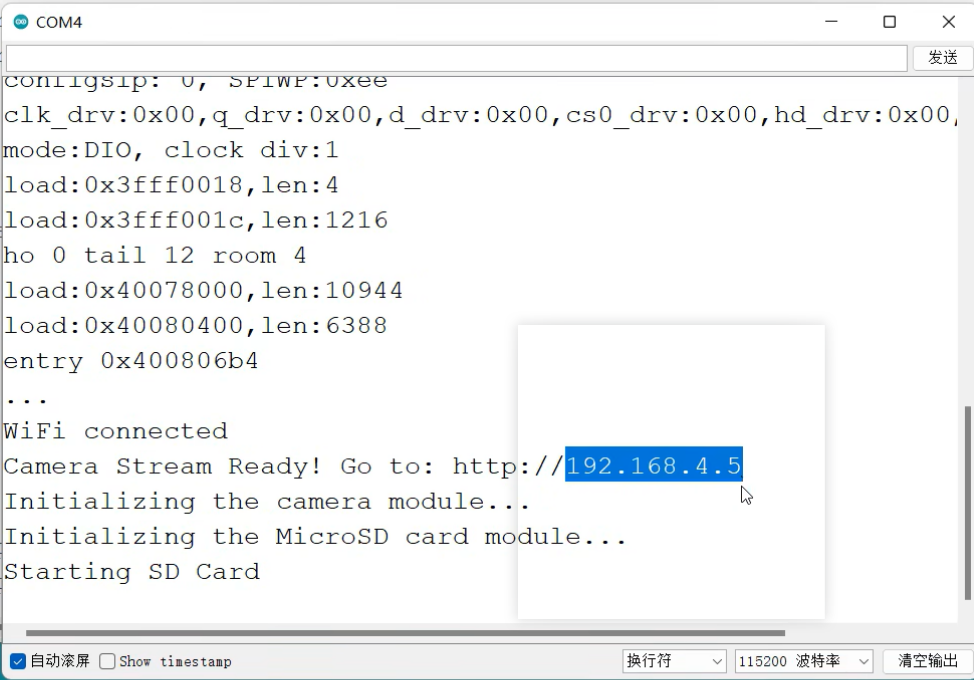 COM4
发送
configsip: 0, SPIWP:0xee
clk_drv:0x00,q_drv:0x00,d_drv:0x00,cs0_drv:0x00,hd_drv:0x00,
mode:DIO, clock div:1
load:0x3fff0018,len:4
load:0x3fff001c,len:1216
ho 0 tail 12 room 4
load:0x40078000,len:10944
load:0x40080400,len:6388
entry 0x400806b4
...
WiFi connected
Camera Stream Ready! Go to: http://192.168.4.5
Initializing the camera module...
Initializing the MicroSD card module...
Starting SD Card
自动滚屏 Show timestamp 换行符 115200 波特率 清空输出